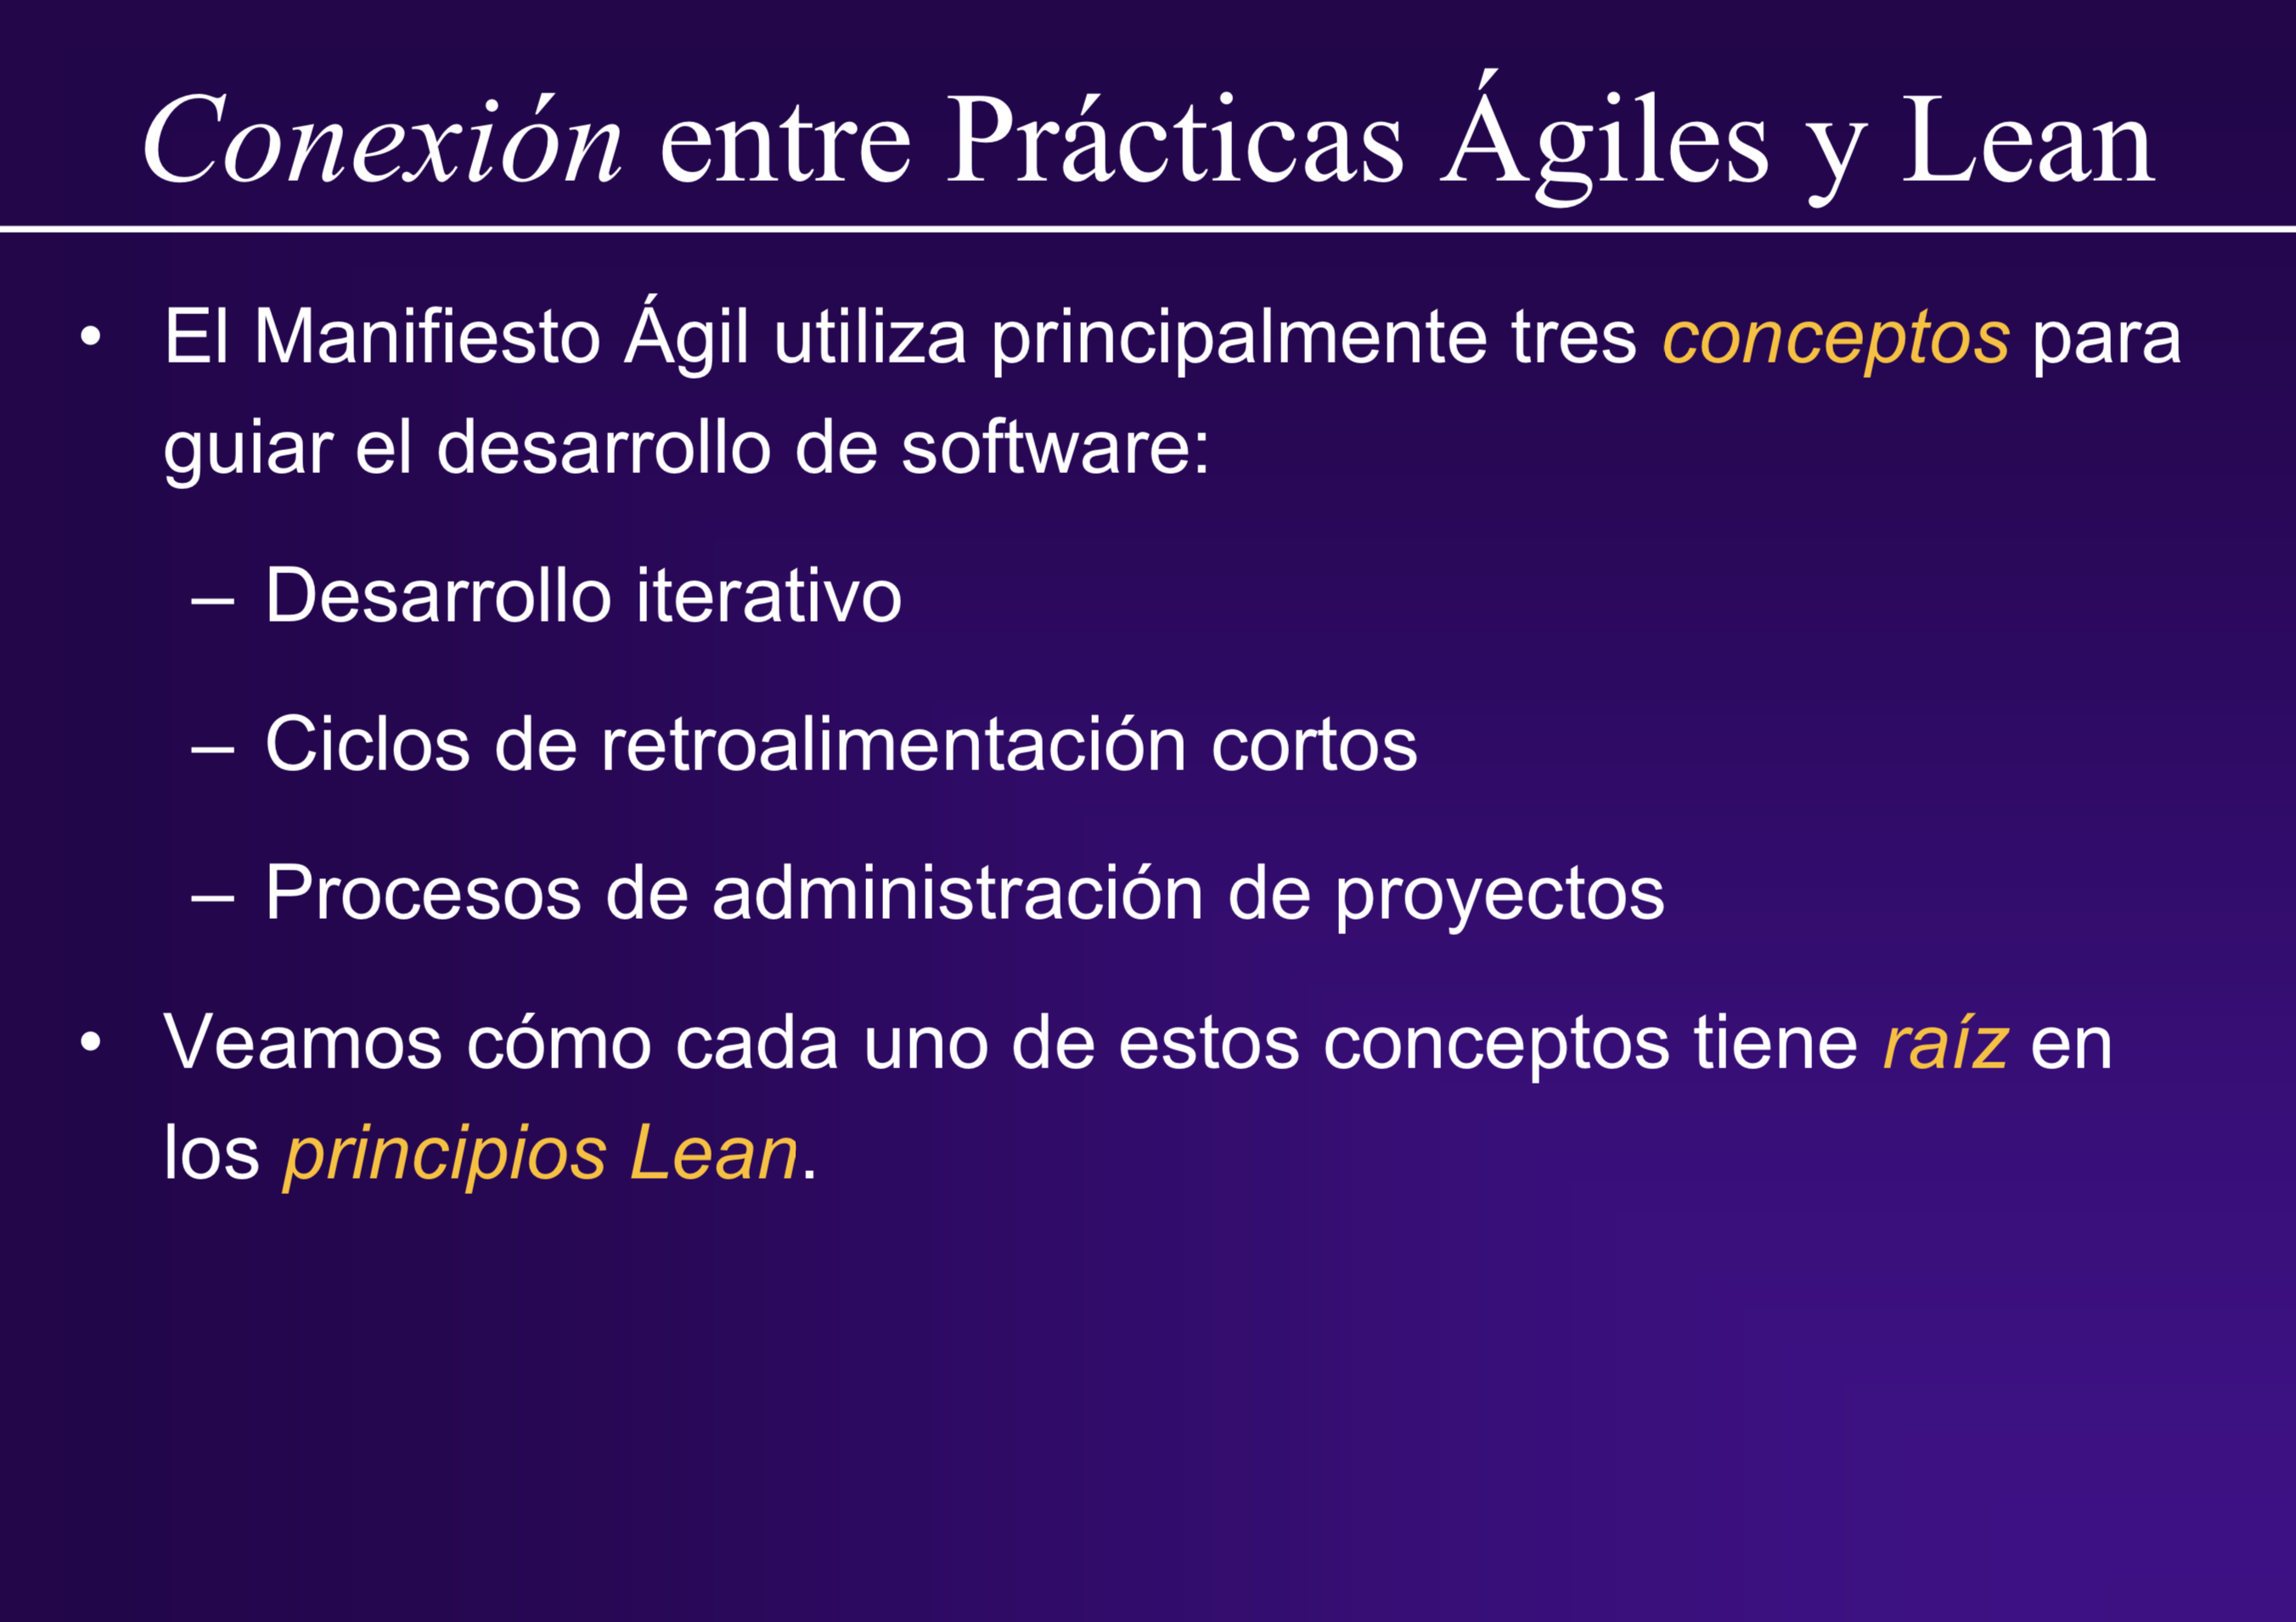 Conexión entre Prácticas Ágiles y Lean
• El Manifiesto Ágil utiliza principalmente tres conceptos para
guiar el desarrollo de software:
– Desarrollo iterativo
– Ciclos de retroalimentación cortos
– Procesos de administración de proyectos
• Veamos cómo cada uno de estos conceptos tiene raíz en
los principios Lean.